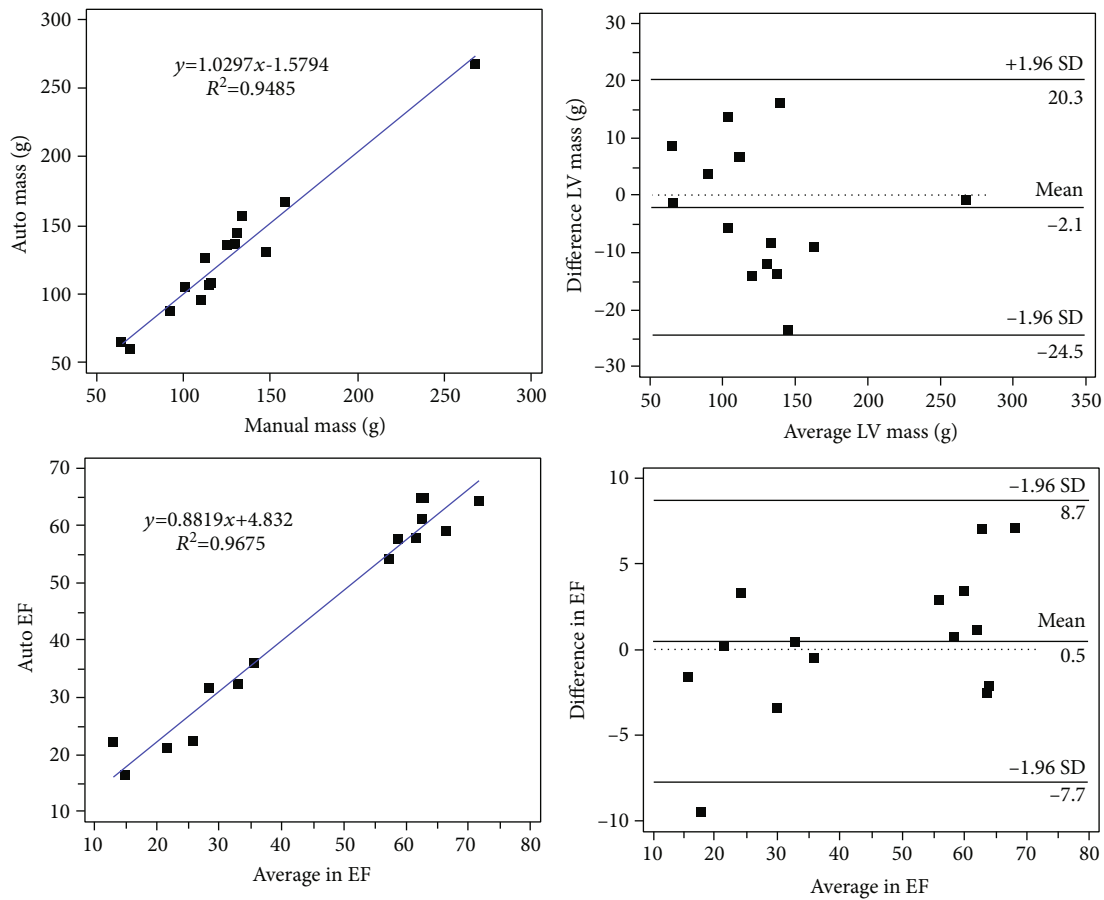 300
250
200
150
100
50
Auto mass (g)
y=1.0297x-1.5794
R²=0.9485
50 100 150 200 250 300
Manual mass (g)
30
20
10
0
–10
–20
–30
Difference LV mass (g)
+1.96 SD
20.3
Mean
–2.1
–1.96 SD
–24.5
50 100 150 200 250 300 350
Average LV mass (g)
70
60
50
40
30
20
10
Auto EF
y=0.8819x+4.832
R²=0.9675
10 20 30 40 50 60 70
Average in EF
10
5
0
–5
–10
Difference in EF
–1.96 SD
8.7
Mean
0.5
–1.96 SD
–7.7
10 20 30 40 50 60 70 80
Average in EF